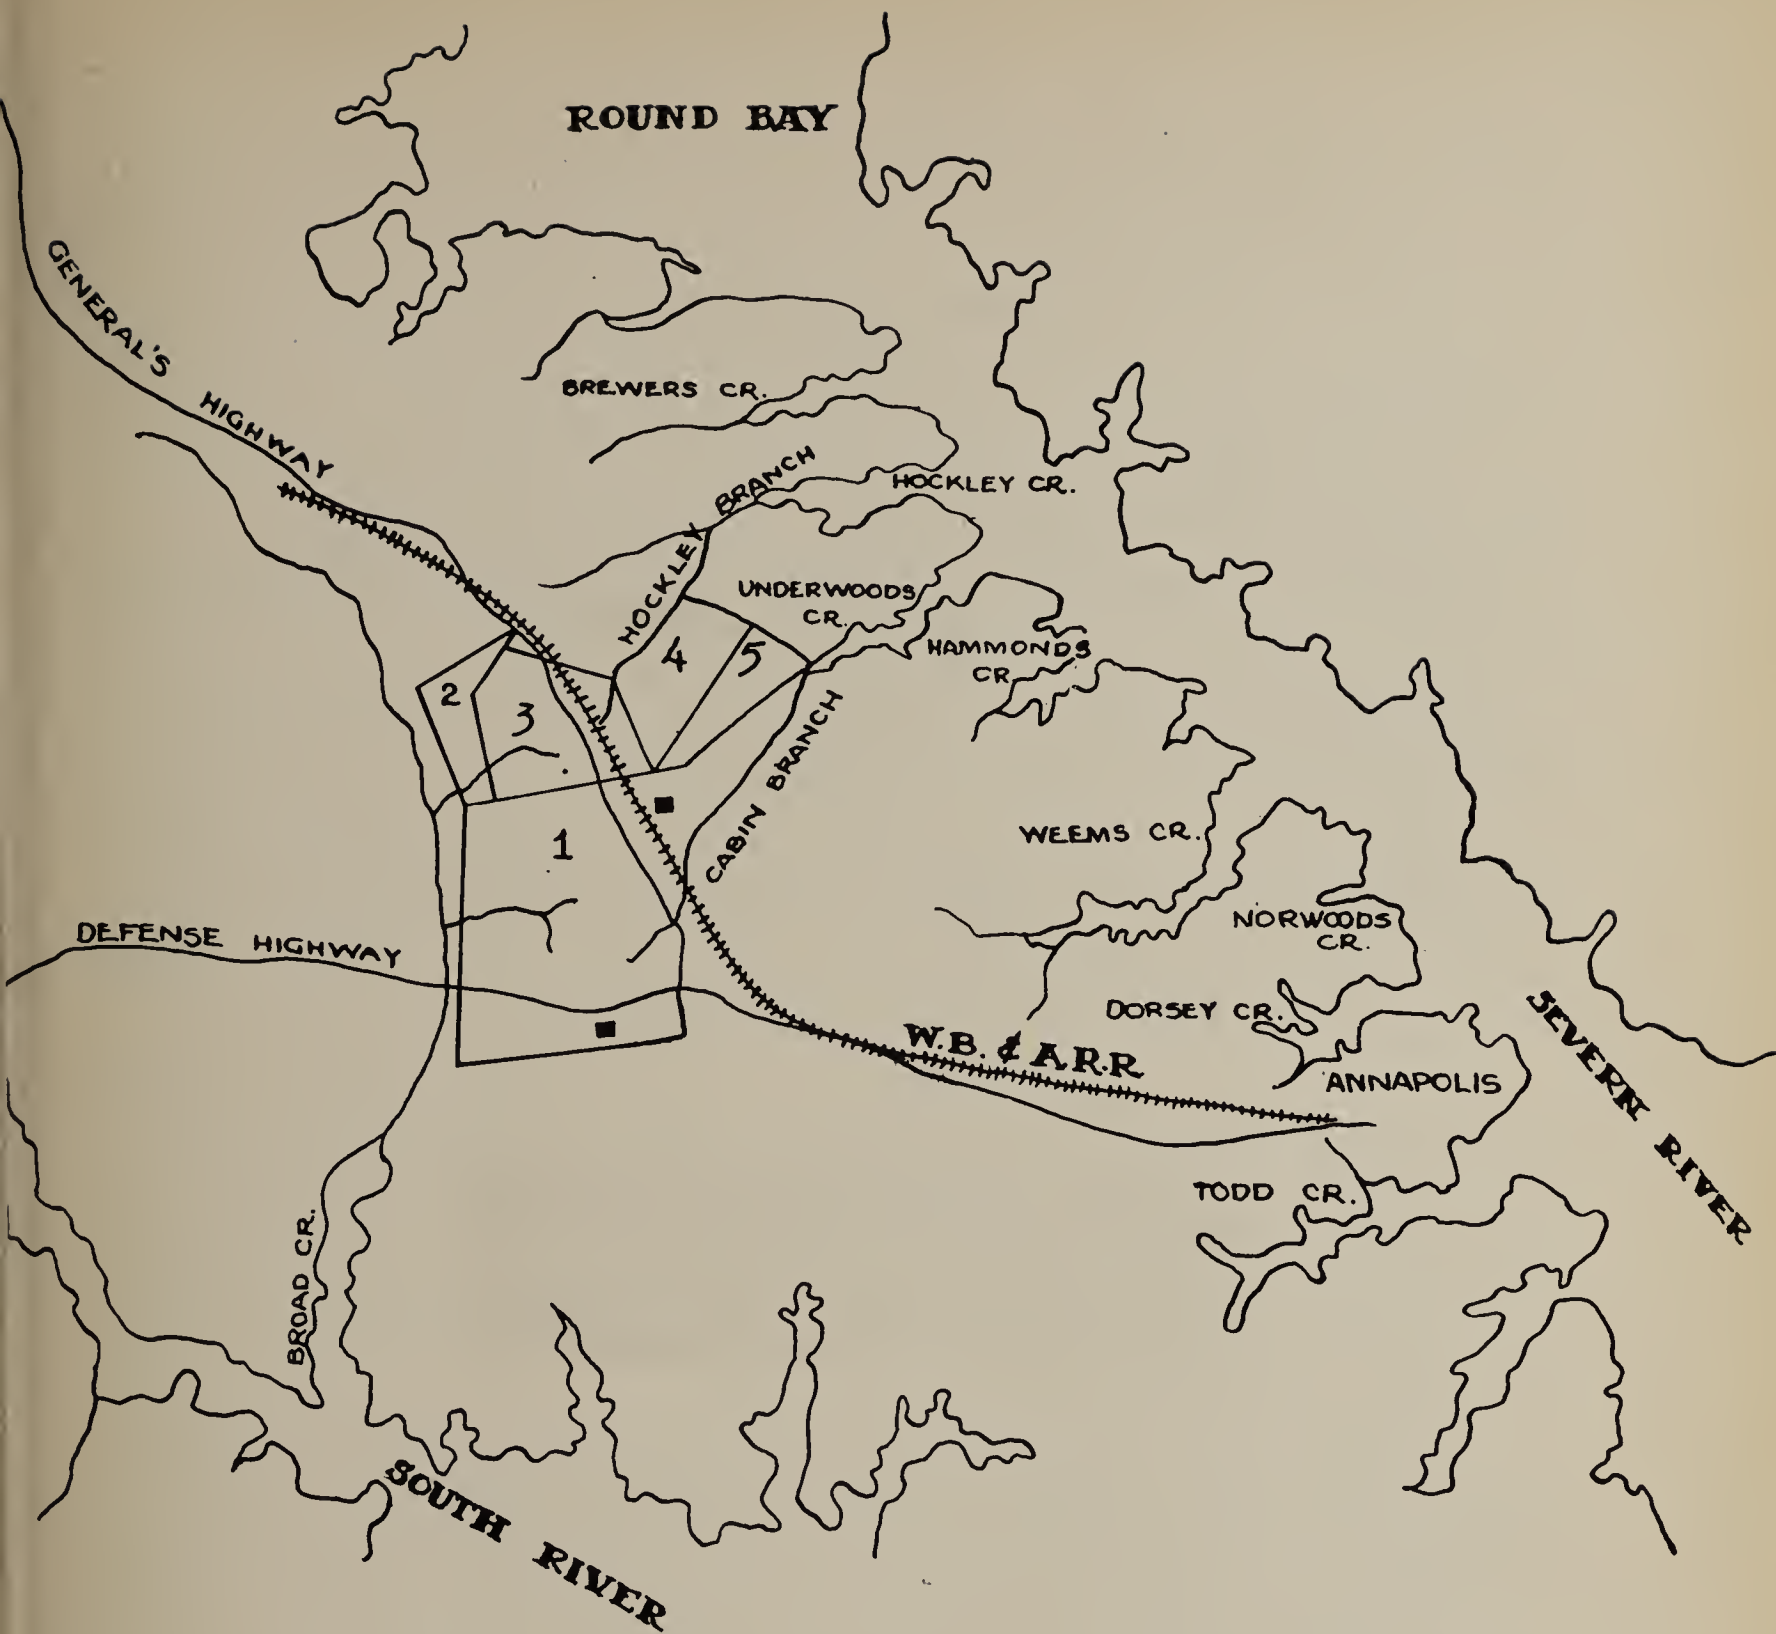 ROUND BAY
GENERAL'S HIGHWAY
BREWERS CR.
HOCKLEY BRANCH
HOCKLEY CR.
UNDERWOODS
CR.
HAMMONDS
CR.
4
5
2
3
CABIN BRANCH
1
WEEMS CR.
NORWOODS
CR.
DEFENSE HIGHWAY
DORSEY CR.
W.B. & A.R.R
ANNAPOLIS
SEVERN RIVER
TODD CR.
BROAD CR.
SOUTH RIVER